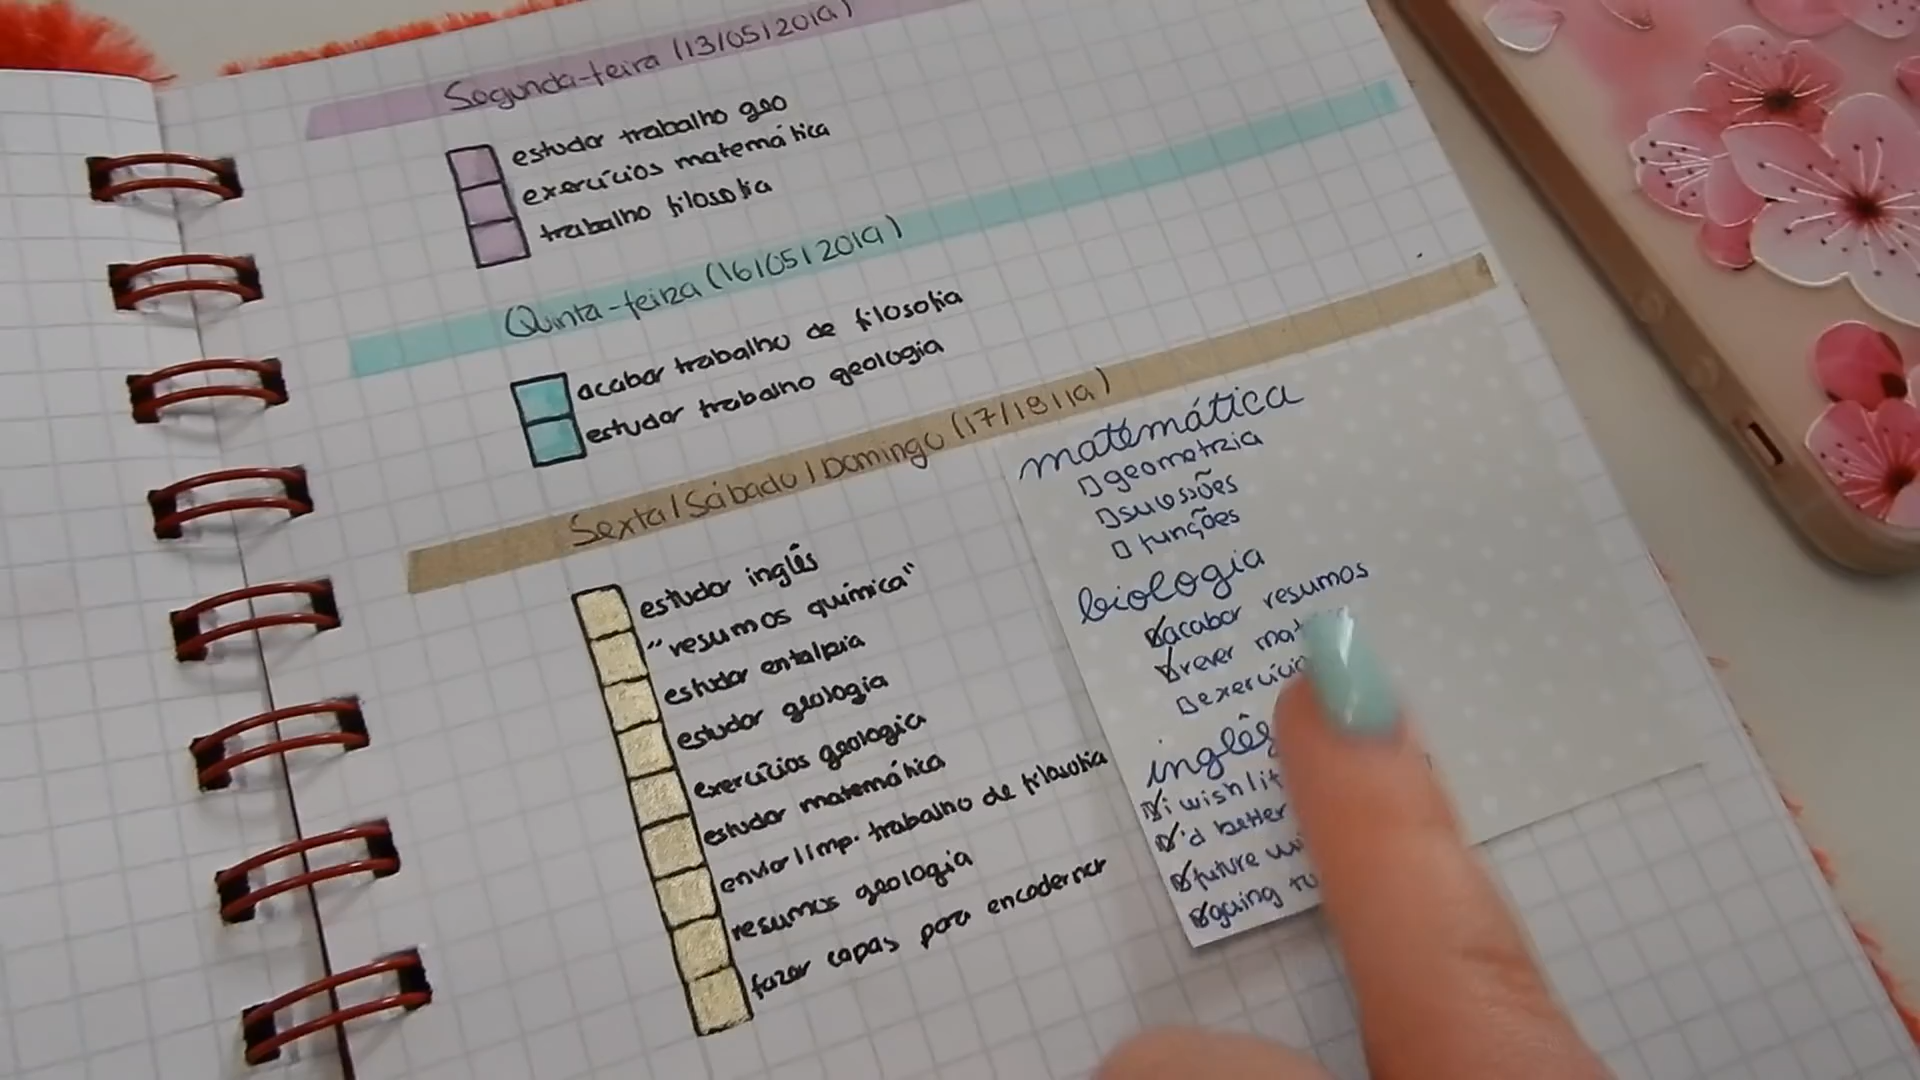 Segunda-feira (13/05/2019)
estudar trabalho geo
exercícios matemática
trabalho filosofia
Quinta-feira (16/05/2019)
acabar trabalho de filosofia
estudar trabalho geologia
Sexta/Sábado/Domingo (17/18/19)
estudar inglês
"resumos química"
estudar entalpia
estudar geologia
exercícios geologia
estudar matemática
enviar/imp. trabalho de filosofia
resumos geologia
fazer capas para encadernar
matemática
geometria
sucessões
funções
biologia
acabar resumos
rever
inglês
i wish
'd better
future
going to